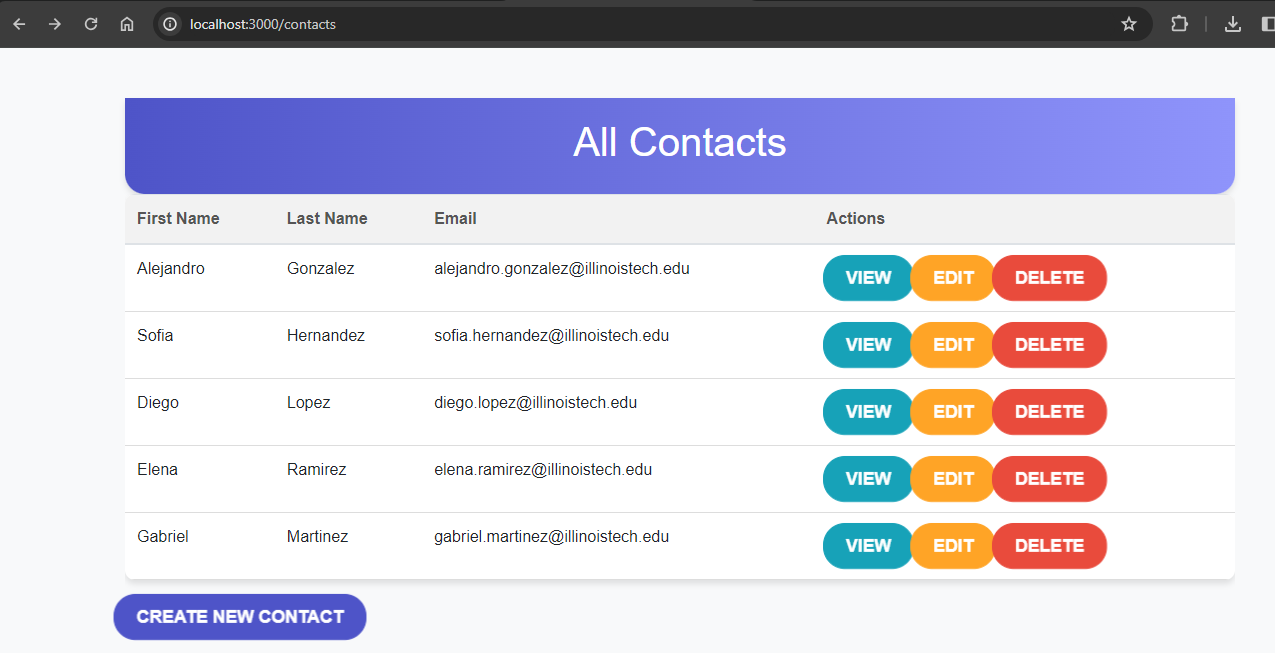 localhost:3000/contacts
All Contacts
First Name Last Name Email Actions
Alejandro Gonzalez alejandro.gonzalez@illinoistech.edu VIEW EDIT DELETE
Sofia Hernandez sofia.hernandez@illinoistech.edu VIEW EDIT DELETE
Diego Lopez diego.lopez@illinoistech.edu VIEW EDIT DELETE
Elena Ramirez elena.ramirez@illinoistech.edu VIEW EDIT DELETE
Gabriel Martinez gabriel.martinez@illinoistech.edu VIEW EDIT DELETE
CREATE NEW CONTACT